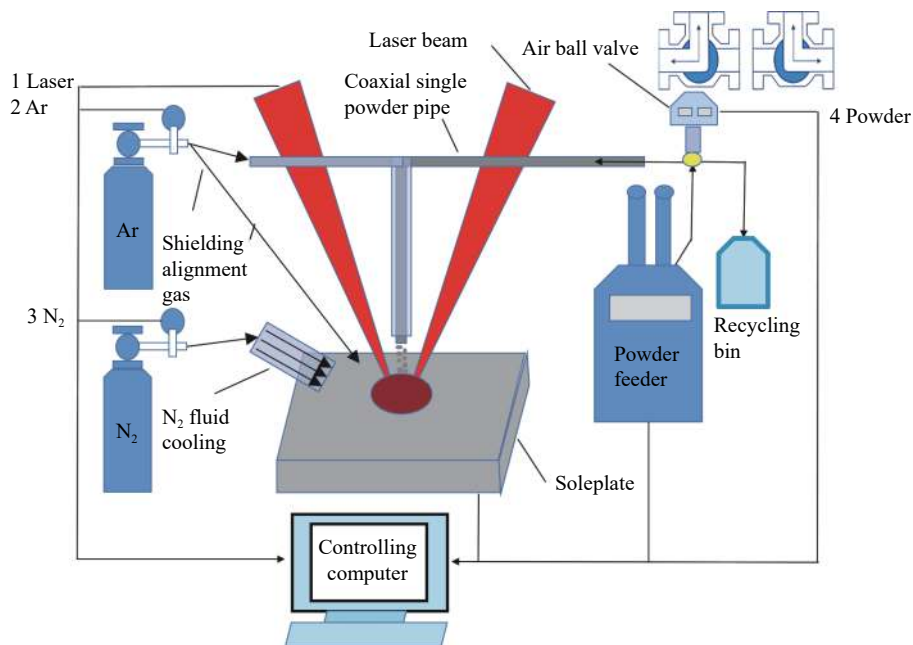 Laser beam
Air ball valve
1 Laser
Coaxial single
powder pipe
2 Ar
4 Powder
Ar
Shielding
alignment
gas
3 N₂
Recycling
bin
Powder
feeder
N₂ fluid
cooling
N₂
Soleplate
Controlling
computer